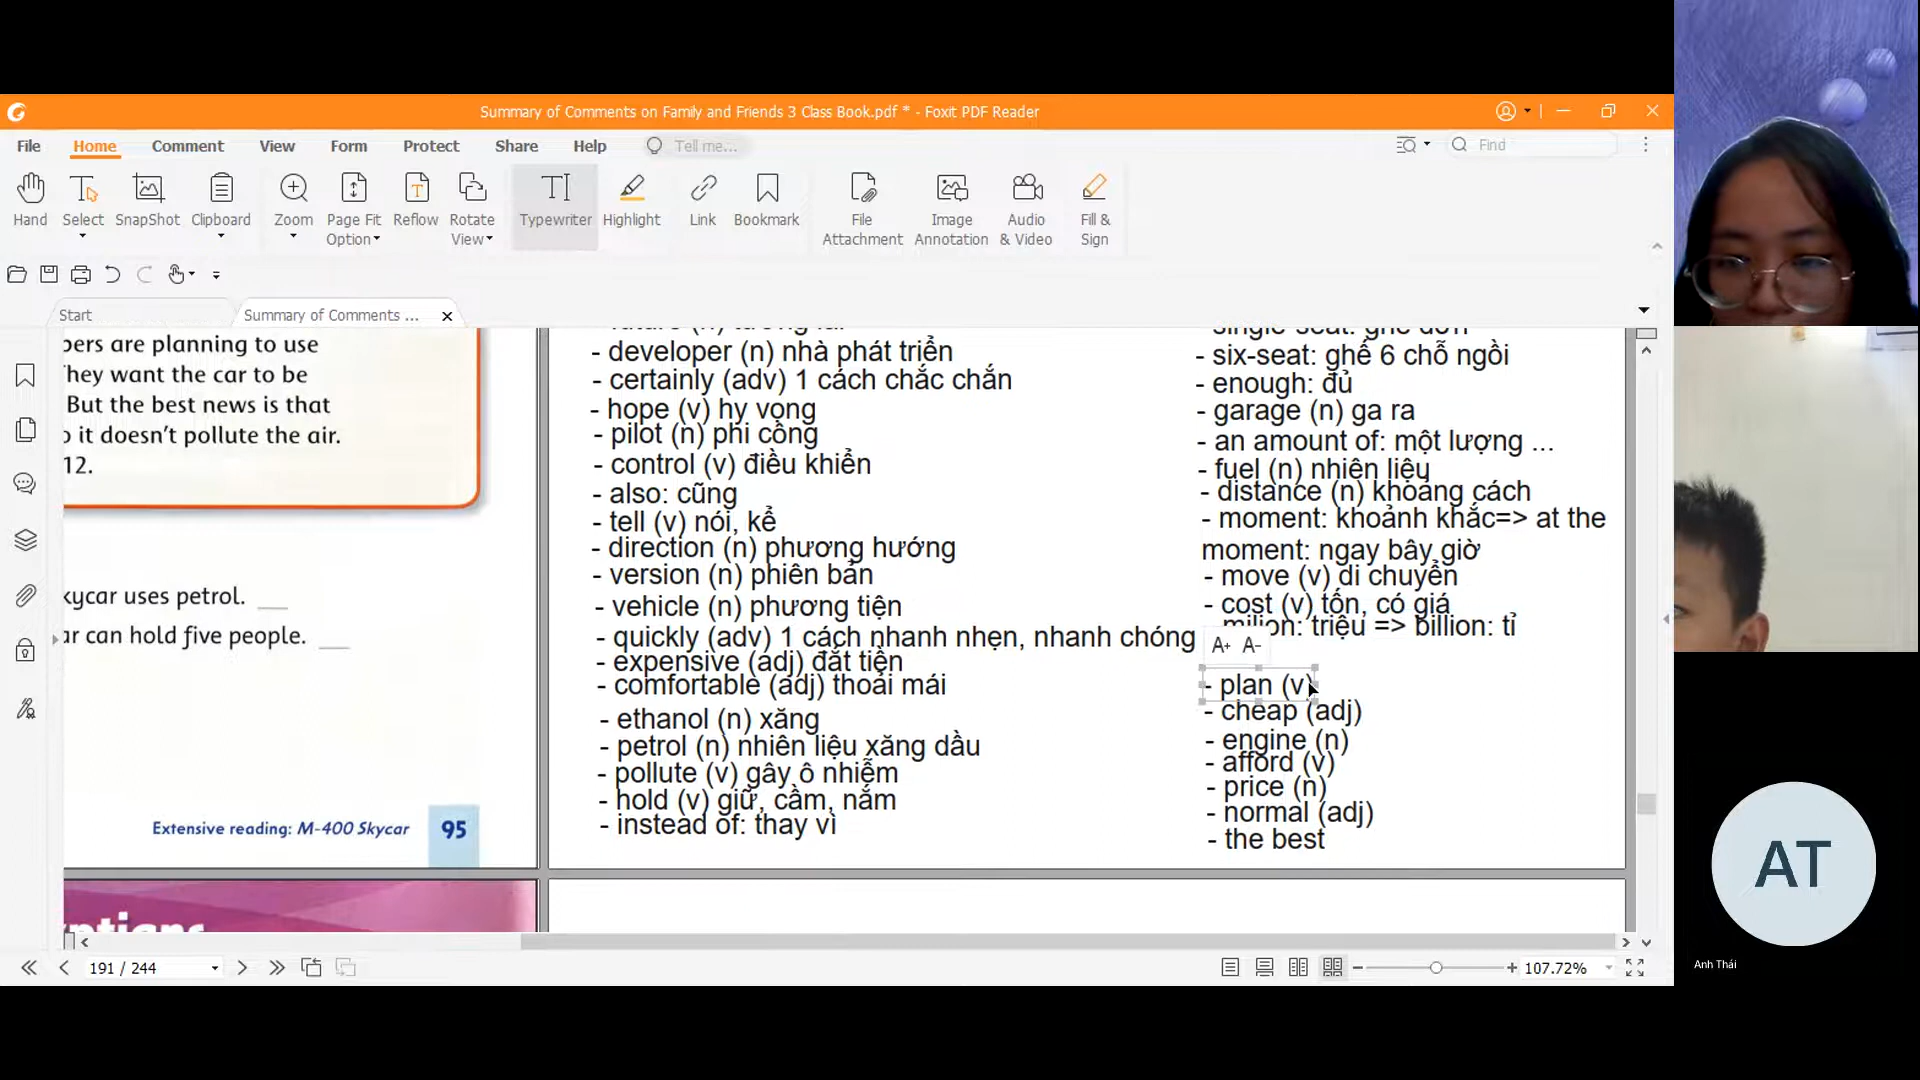 Summary of Comments on Family and Friends 3 Class Book.pdf * - Foxit PDF Reader
File Home Comment View Form Protect Share Help Tell me... Find
Hand Select SnapShot Clipboard Zoom Page Fit Option Reflow Rotate View Typewriter Highlight Link Bookmark File Attachment Image Annotation Audio & Video Fill & Sign
Start Summary of Comments ...
pers are planning to use
They want the car to be
But the best news is that
it doesn't pollute the air.
12.
kycar uses petrol. ___
ar can hold five people. ___
Extensive reading: M-400 Skycar 95
- developer (n) nhà phát triển
- certainly (adv) 1 cách chắc chắn
- hope (v) hy vọng
- pilot (n) phi công
- control (v) điều khiển
- also: cũng
- tell (v) nói, kể
- direction (n) phương hướng
- version (n) phiên bản
- vehicle (n) phương tiện
- quickly (adv) 1 cách nhanh nhẹn, nhanh chóng
- expensive (adj) đắt tiền
- comfortable (adj) thoải mái
- ethanol (n) xăng
- petrol (n) nhiên liệu xăng dầu
- pollute (v) gây ô nhiễm
- hold (v) giữ, cầm, nắm
- instead of: thay vì
- single-seat: ghế đơn
- six-seat: ghế 6 chỗ ngồi
- enough: đủ
- garage (n) ga ra
- an amount of: một lượng ...
- fuel (n) nhiên liệu
- distance (n) khoảng cách
- moment: khoảnh khắc=> at the
moment: ngay bây giờ
- move (v) di chuyển
- cost (v) tốn, có giá
- milion: triệu => billion: tỉ
A+ A-
- plan (v)
- cheap (adj)
- engine (n)
- afford (v)
- price (n)
- normal (adj)
- the best
191 / 244
107.72%
AT
Anh Thái